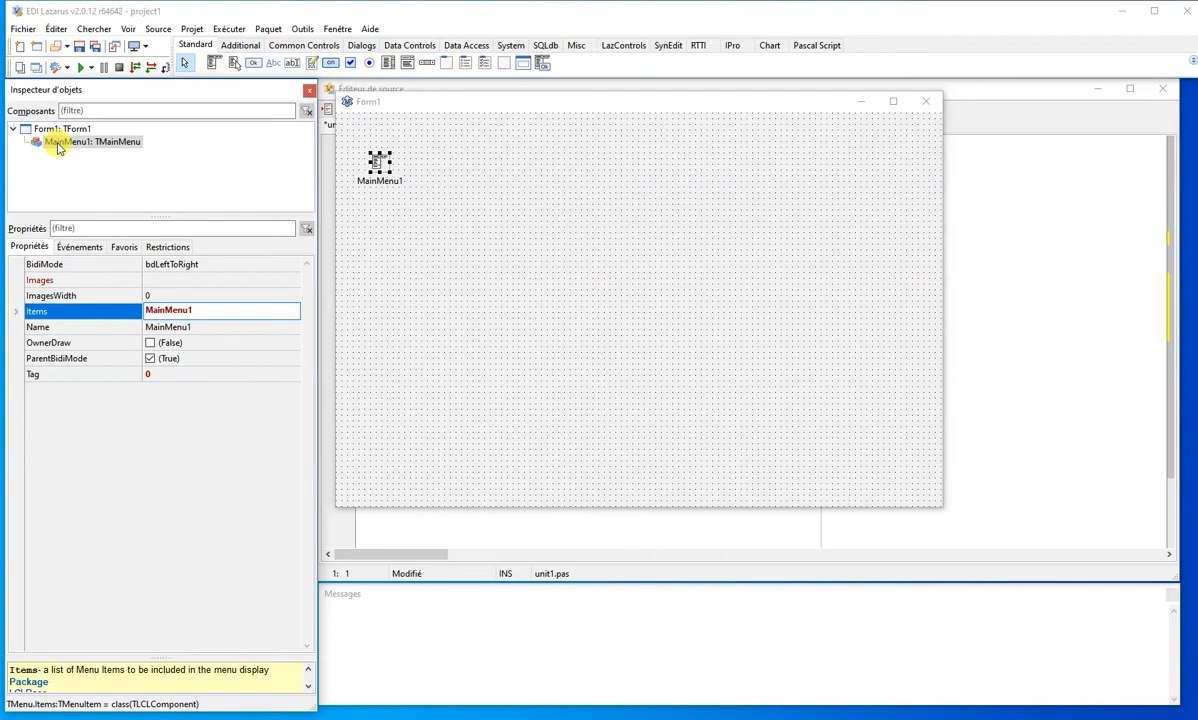 EDI Lazarus v2.0.12 r64642 - project1
Fichier Éditer Chercher Voir Source Projet Exécuter Paquet Outils Fenêtre Aide
Standard Additional Common Controls Dialogs Data Controls Data Access System SQLdb Misc LazControls SynEdit RTTI IPro Chart Pascal Script
Ok Abc abI on
Inspecteur d'objets
Composants (filtre)
Form1: TForm1
MainMenu1: TMainMenu
Propriétés (filtre)
Propriétés Événements Favoris Restrictions
BidiMode bdLeftToRight
Images
ImagesWidth 0
Items MainMenu1
Name MainMenu1
OwnerDraw (False)
ParentBidiMode (True)
Tag 0
Items- a list of Menu Items to be included in the menu display
Package
TMenu.Items:TMenuItem = class(TLCLComponent)
Éditeur de source
Form1
*un
MainMenu1
1: 1 Modifié INS unit1.pas
Messages